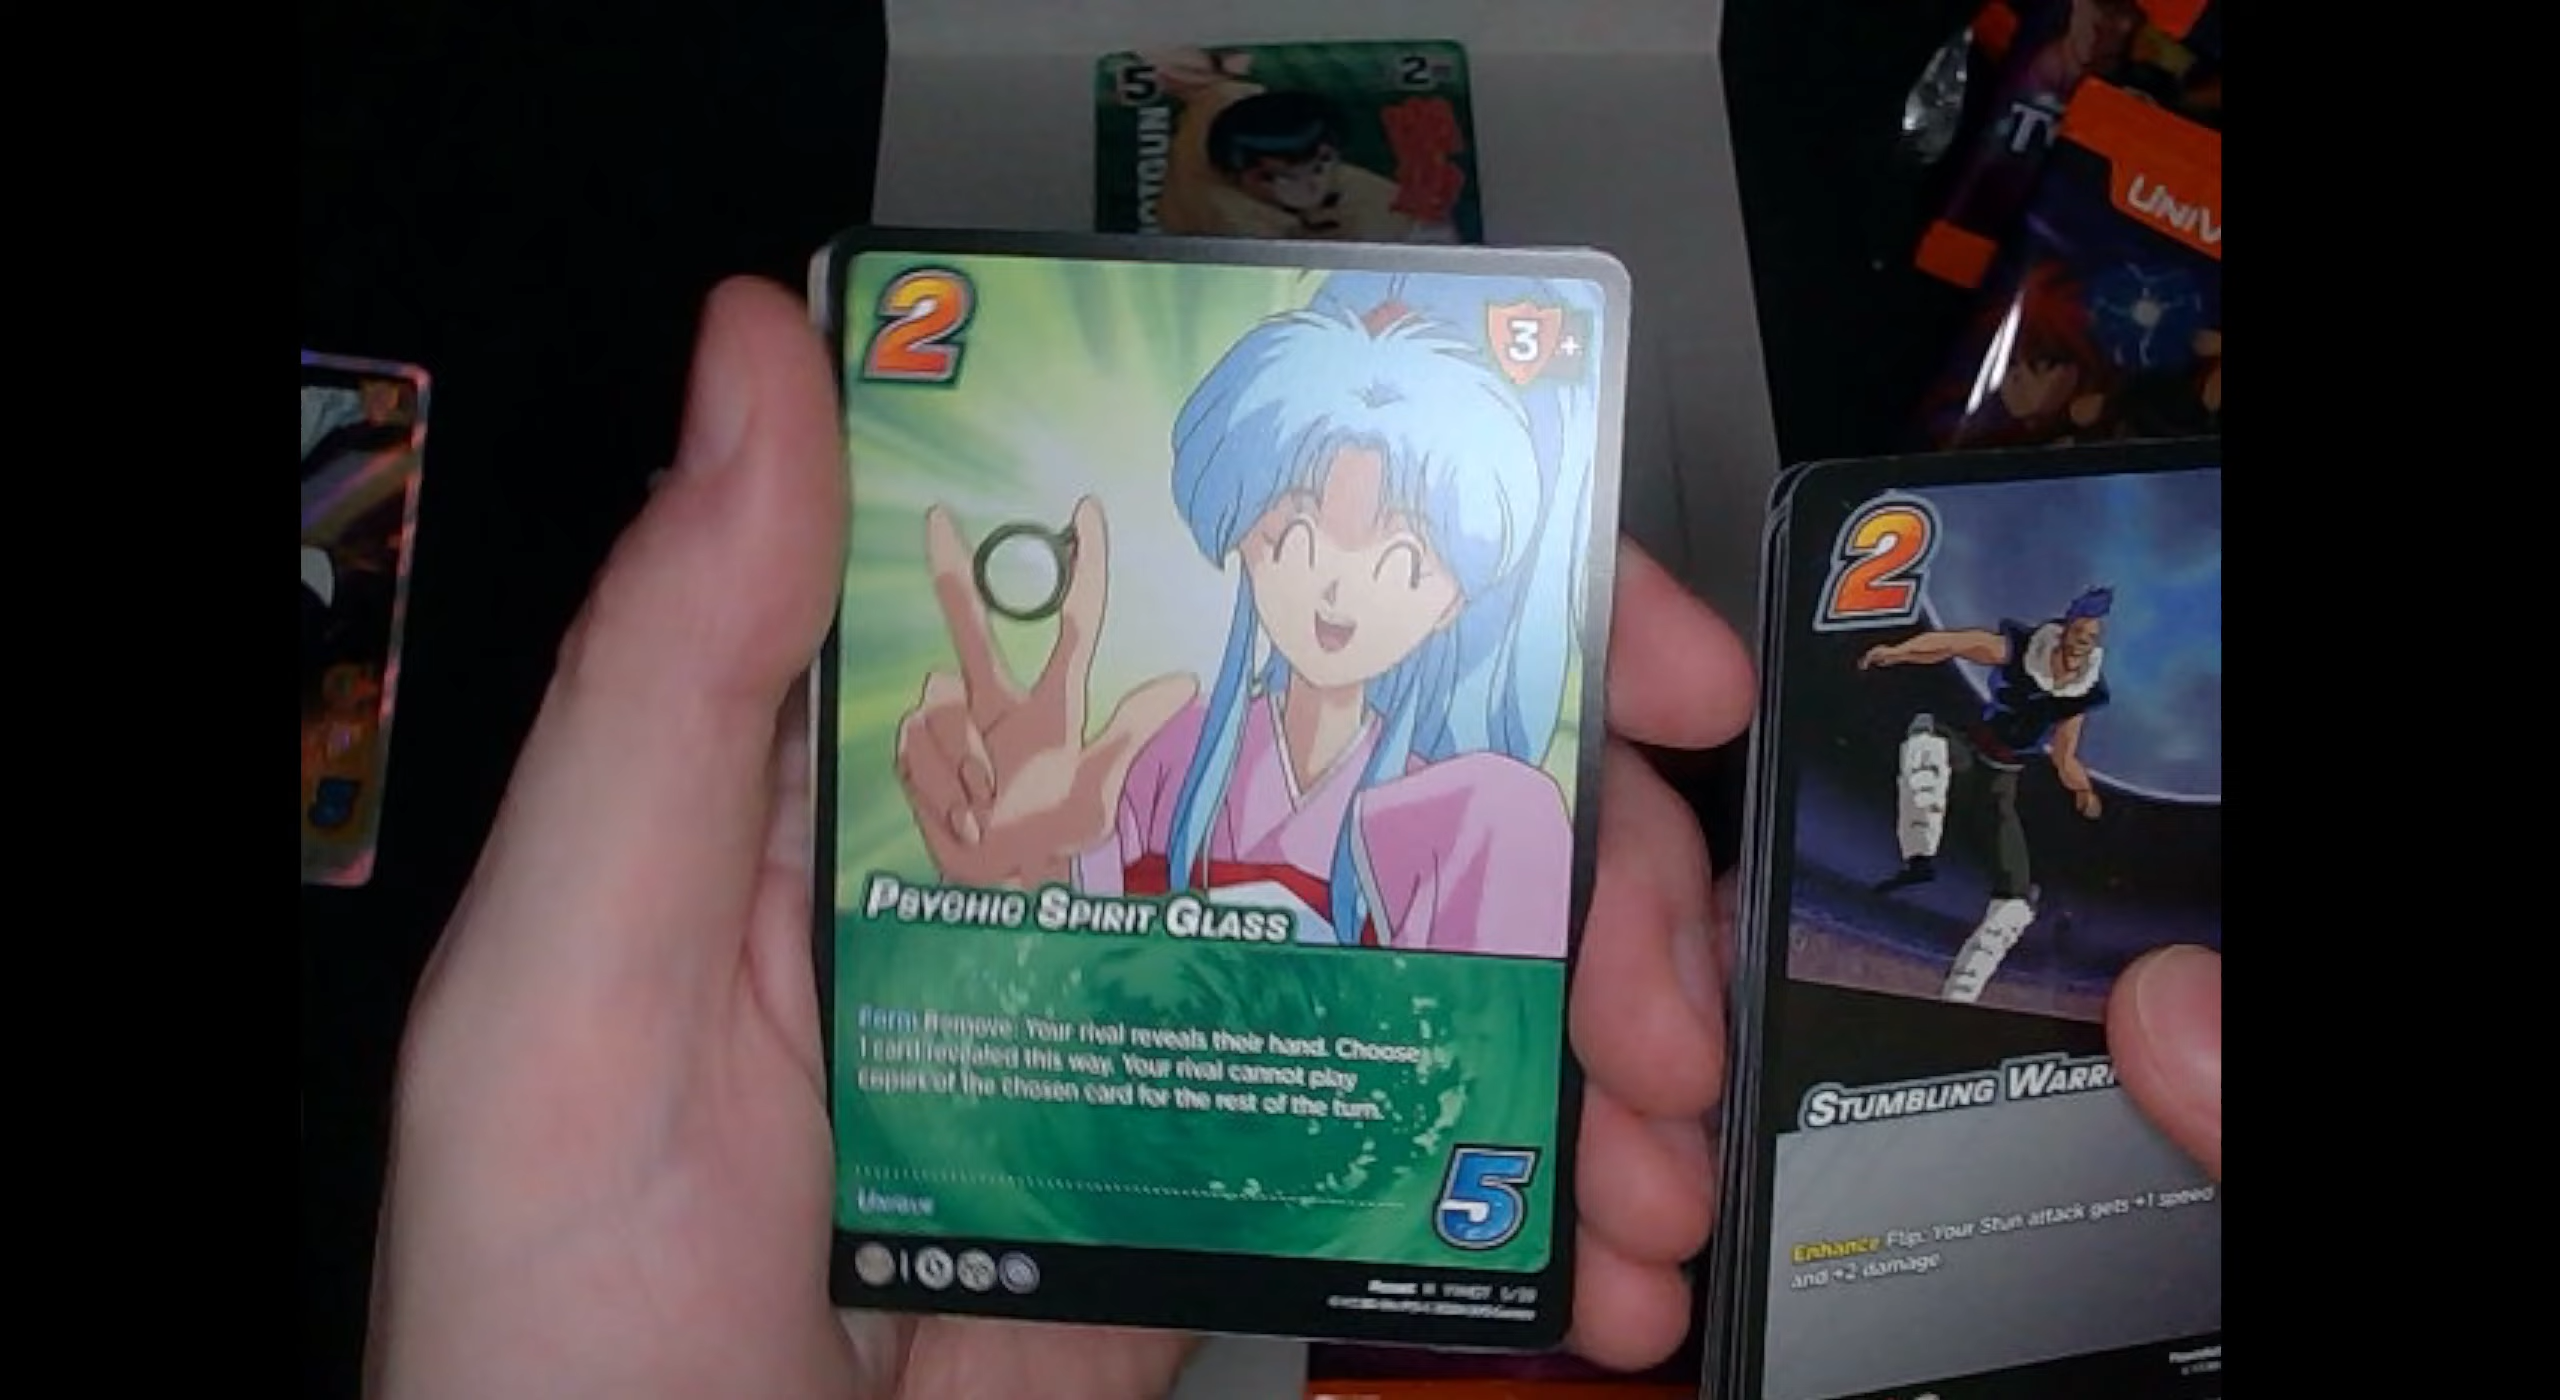 5
2
2
3 +
PSYCHIC SPIRIT GLASS
Form Remove: Your rival reveals their hand. Choose
1 card revealed this way. Your rival cannot play
copies of the chosen card for the rest of the turn.
Unique
5
UNIV
2
STUMBLING WARR
Enhance Flip: Your Stun attack gets +1 speed
and +2 damage.